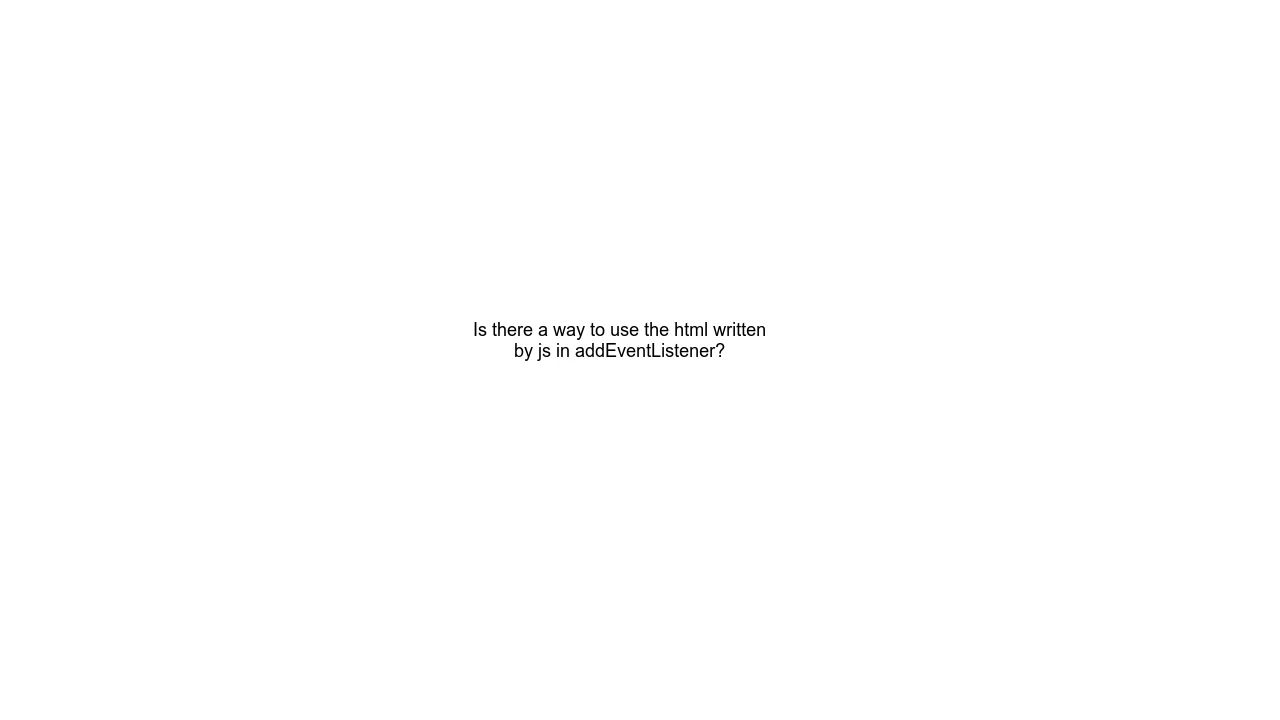 Is there a way to use the html written
by js in addEventListener?